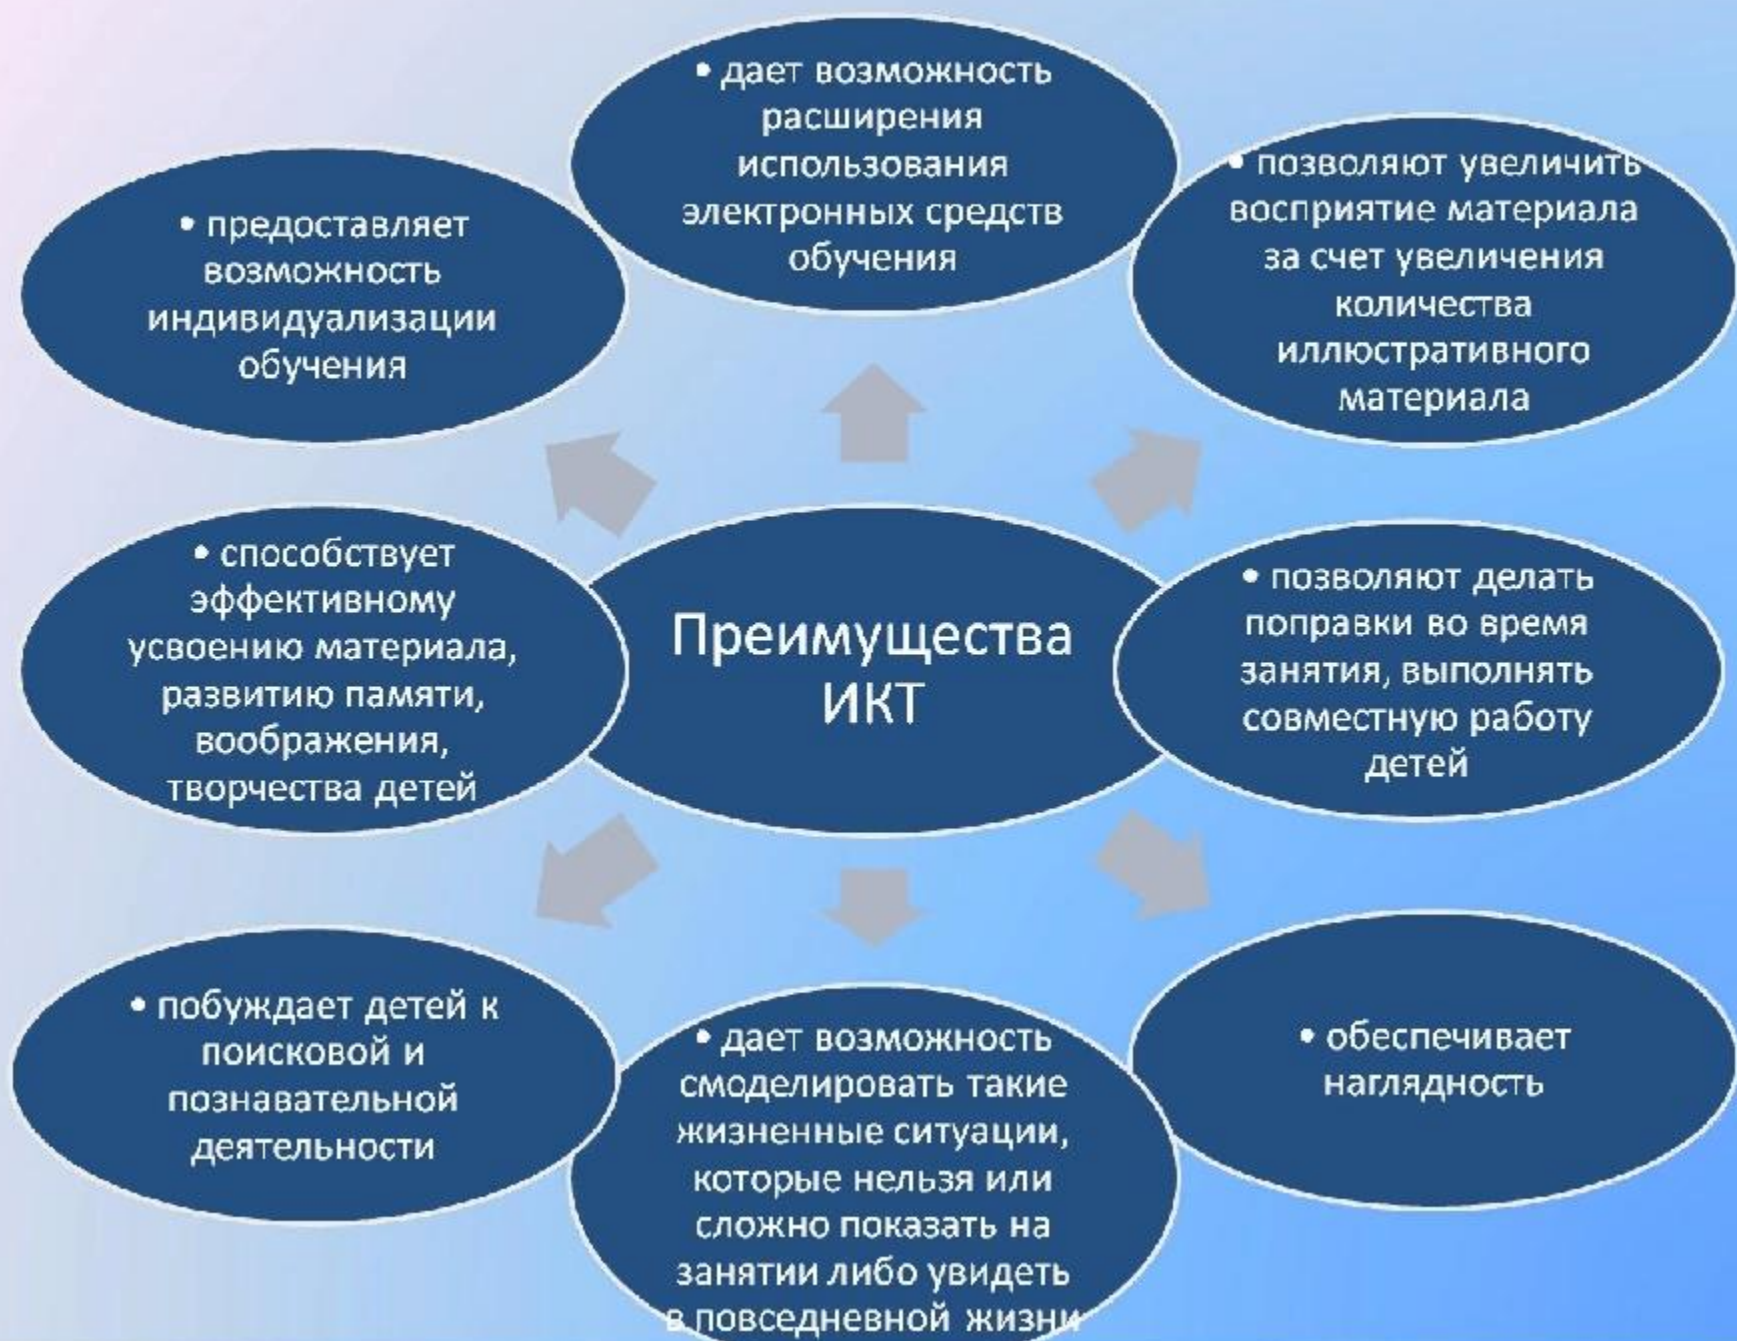 • дает возможность
расширения
использования
электронных средств
обучения
• позволяют увеличить
восприятие материала
за счет увеличения
количества
иллюстративного
материала
• предоставляет
возможность
индивидуализации
обучения
• способствует
эффективному
усвоению материала,
развитию памяти,
воображения,
творчества детей
Преимущества
ИКТ
• позволяют делать
поправки во время
занятия, выполнять
совместную работу
детей
• побуждает детей к
поисковой и
познавательной
деятельности
• дает возможность
смоделировать такие
жизненные ситуации,
которые нельзя или
сложно показать на
занятии либо увидеть
в повседневной жизни
• обеспечивает
наглядность